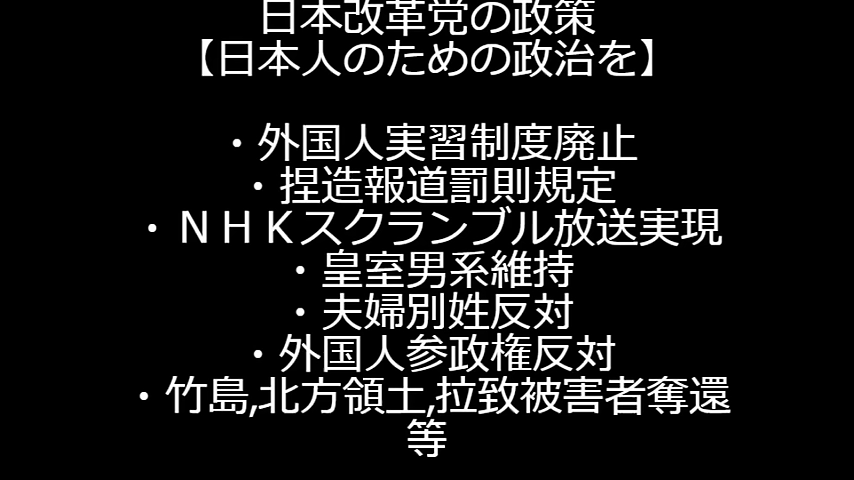 日本改革党の政策
【日本人のための政治を】
・外国人実習制度廃止
・捏造報道罰則規定
・ＮＨＫスクランブル放送実現
・皇室男系維持
・夫婦別姓反対
・外国人参政権反対
・竹島,北方領土,拉致被害者奪還
等